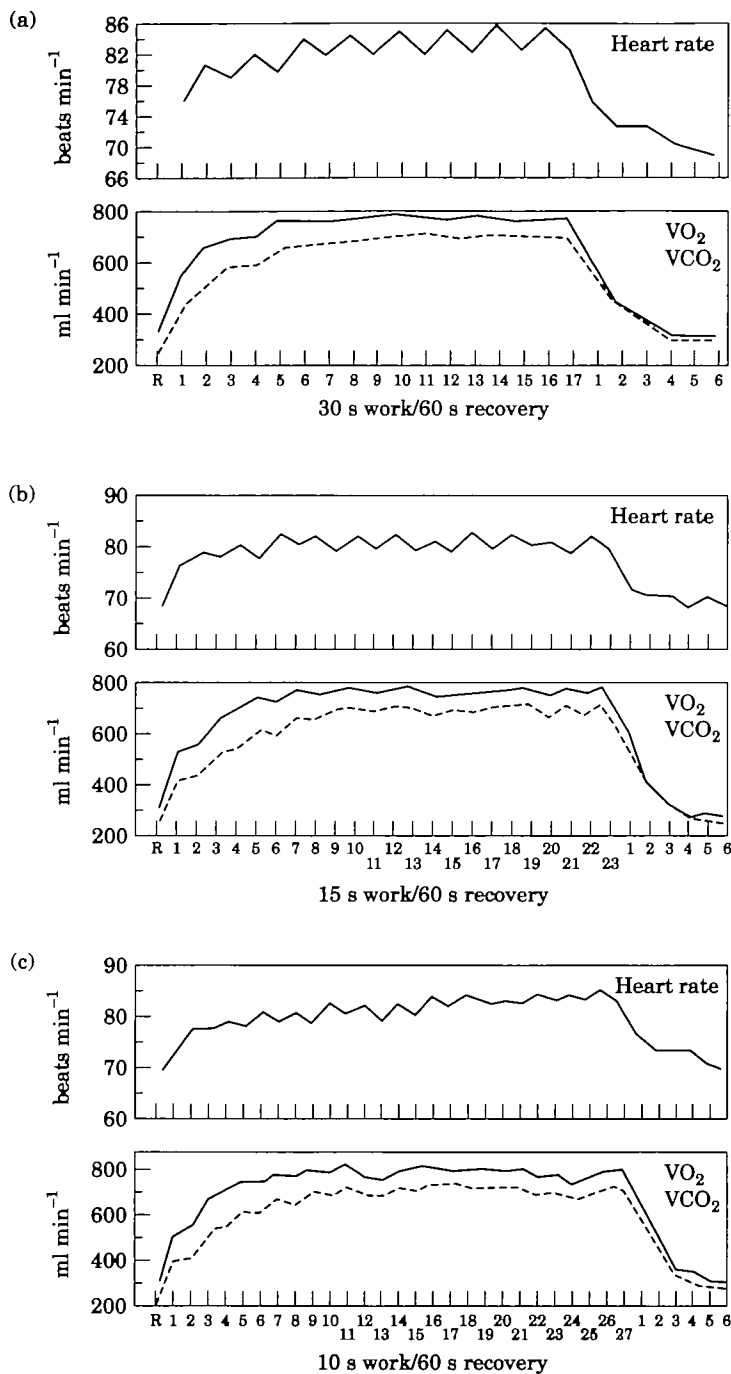 (a)
86
82
78
74
70
66
beats min⁻¹
Heart rate
800
600
400
200
ml min⁻¹
VO₂
VCO₂
R 1 2 3 4 5 6 7 8 9 10 11 12 13 14 15 16 17 1 2 3 4 5 6
30 s work/60 s recovery
(b)
90
80
70
60
beats min⁻¹
Heart rate
800
600
400
200
ml min⁻¹
VO₂
VCO₂
R 1 2 3 4 5 6 7 8 9 10 12 14 16 18 20 22 1 2 3 4 5 6
11 13 15 17 19 21 23
15 s work/60 s recovery
(c)
90
80
70
60
beats min⁻¹
Heart rate
800
600
400
200
ml min⁻¹
VO₂
VCO₂
R 1 2 3 4 5 6 7 8 9 10 12 14 16 18 20 22 24 26 1 2 3 4 5 6
11 13 15 17 19 21 23 25 27
10 s work/60 s recovery